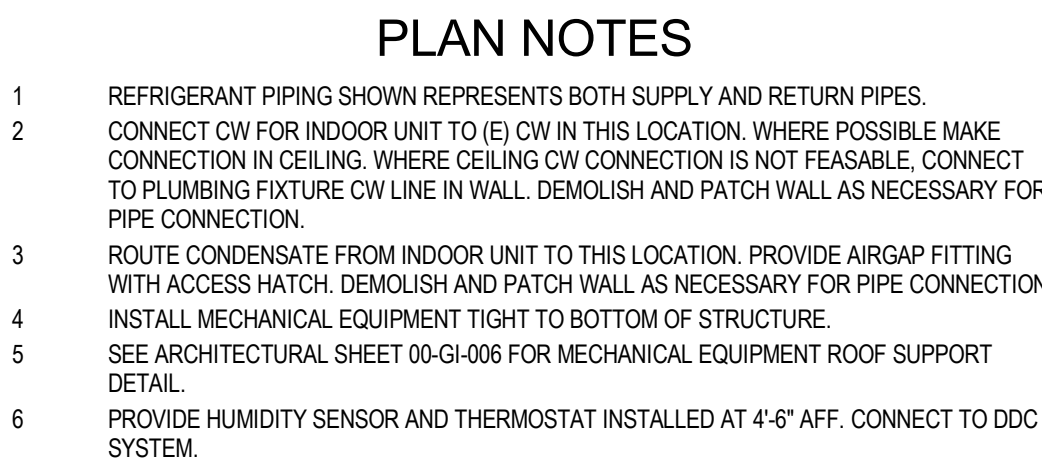 PLAN NOTES
1 REFRIGERANT PIPING SHOWN REPRESENTS BOTH SUPPLY AND RETURN PIPES.
2 CONNECT CW FOR INDOOR UNIT TO (E) CW IN THIS LOCATION. WHERE POSSIBLE MAKE
CONNECTION IN CEILING. WHERE CEILING CW CONNECTION IS NOT FEASABLE, CONNECT
TO PLUMBING FIXTURE CW LINE IN WALL. DEMOLISH AND PATCH WALL AS NECESSARY FOR
PIPE CONNECTION.
3 ROUTE CONDENSATE FROM INDOOR UNIT TO THIS LOCATION. PROVIDE AIRGAP FITTING
WITH ACCESS HATCH. DEMOLISH AND PATCH WALL AS NECESSARY FOR PIPE CONNECTION
4 INSTALL MECHANICAL EQUIPMENT TIGHT TO BOTTOM OF STRUCTURE.
5 SEE ARCHITECTURAL SHEET 00-GI-006 FOR MECHANICAL EQUIPMENT ROOF SUPPORT
DETAIL.
6 PROVIDE HUMIDITY SENSOR AND THERMOSTAT INSTALLED AT 4'-6" AFF. CONNECT TO DDC
SYSTEM.